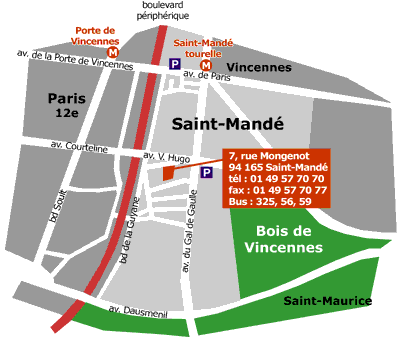 boulevard
périphérique
Porte de
Vincennes
M
Saint-Mandé
tourelle
M
P
av. de la Porte de Vincennes
av. de Paris
Vincennes
Paris
12e
Saint-Mandé
av. Courteline
av. V. Hugo
P
7, rue Mongenot
94 165 Saint-Mandé
tél : 01 49 57 70 70
fax : 01 49 57 70 77
Bus : 325, 56, 59
bd Soult
bd de la Guyane
av. du Gal de Gaulle
Bois de
Vincennes
Saint-Maurice
av. Dausménil